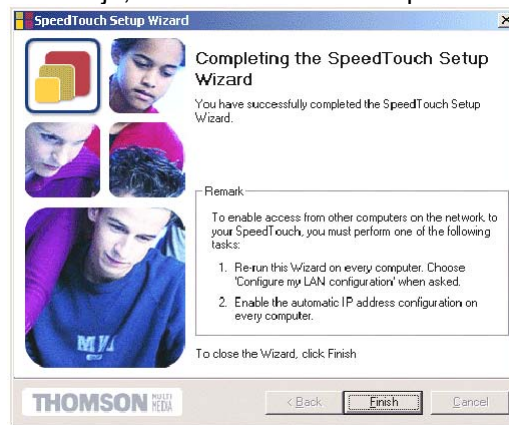 SpeedTouch Setup Wizard
Completing the SpeedTouch Setup
Wizard
You have successfully completed the SpeedTouch Setup
Wizard.
Remark
To enable access from other computers on the network to
your SpeedTouch, you must perform one of the following
tasks:
1. Re-run this Wizard on every computer. Choose
'Configure my LAN configuration' when asked.
2. Enable the automatic IP address configuration on
every computer.
To close the Wizard, click Finish
THOMSON MULTI MEDIA
< Back Finish Cancel